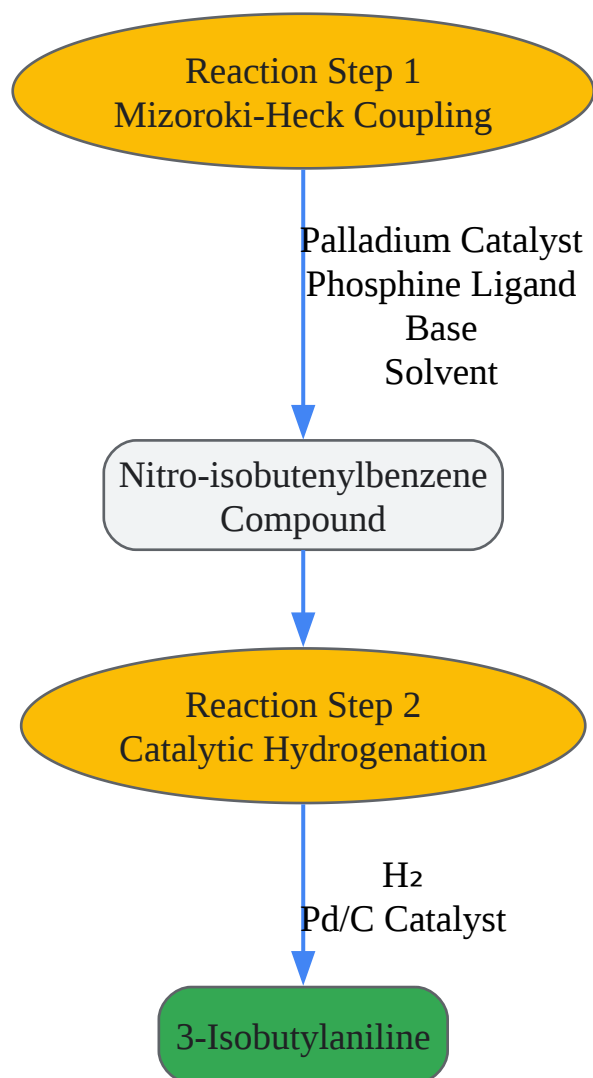 Reaction Step 1
Mizoroki-Heck Coupling
Palladium Catalyst
Phosphine Ligand
Base
Solvent
Nitro-isobutenylbenzene
Compound
Reaction Step 2
Catalytic Hydrogenation
H₂
Pd/C Catalyst
3-Isobutylaniline